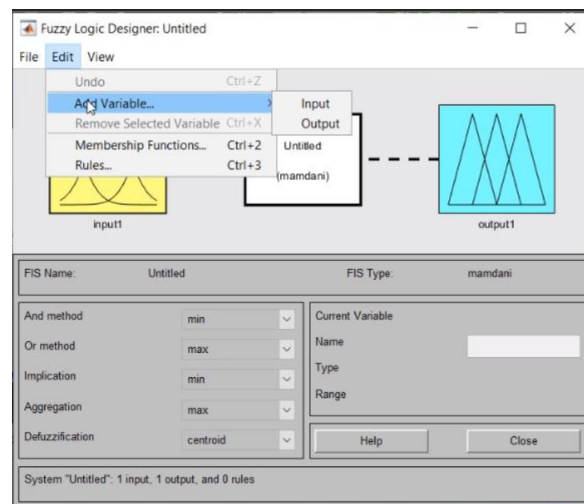 Fuzzy Logic Designer: Untitled
File Edit View
Undo Ctrl+Z
Add Variable... >
Input
Output
Remove Selected Variable Ctrl+X
Membership Functions... Ctrl+2
Rules... Ctrl+3
Untitled
(mamdani)
input1
output1
FIS Name: Untitled FIS Type: mamdani
And method min
Or method max
Implication min
Aggregation max
Defuzzification centroid
Current Variable
Name
Type
Range
Help Close
System "Untitled": 1 input, 1 output, and 0 rules